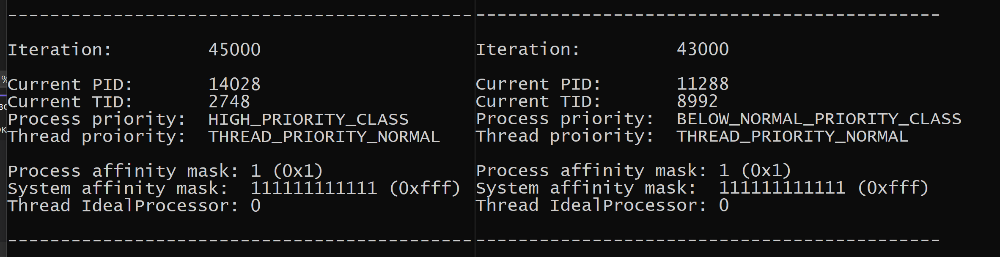 --------------------------------------------
Iteration: 45000
Current PID: 14028
Current TID: 2748
Process priority: HIGH_PRIORITY_CLASS
Thread proiority: THREAD_PRIORITY_NORMAL
Process affinity mask: 1 (0x1)
System affinity mask: 111111111111 (0xfff)
Thread IdealProcessor: 0
--------------------------------------------
--------------------------------------------
Iteration: 43000
Current PID: 11288
Current TID: 8992
Process priority: BELOW_NORMAL_PRIORITY_CLASS
Thread proiority: THREAD_PRIORITY_NORMAL
Process affinity mask: 1 (0x1)
System affinity mask: 111111111111 (0xfff)
Thread IdealProcessor: 0
--------------------------------------------
%